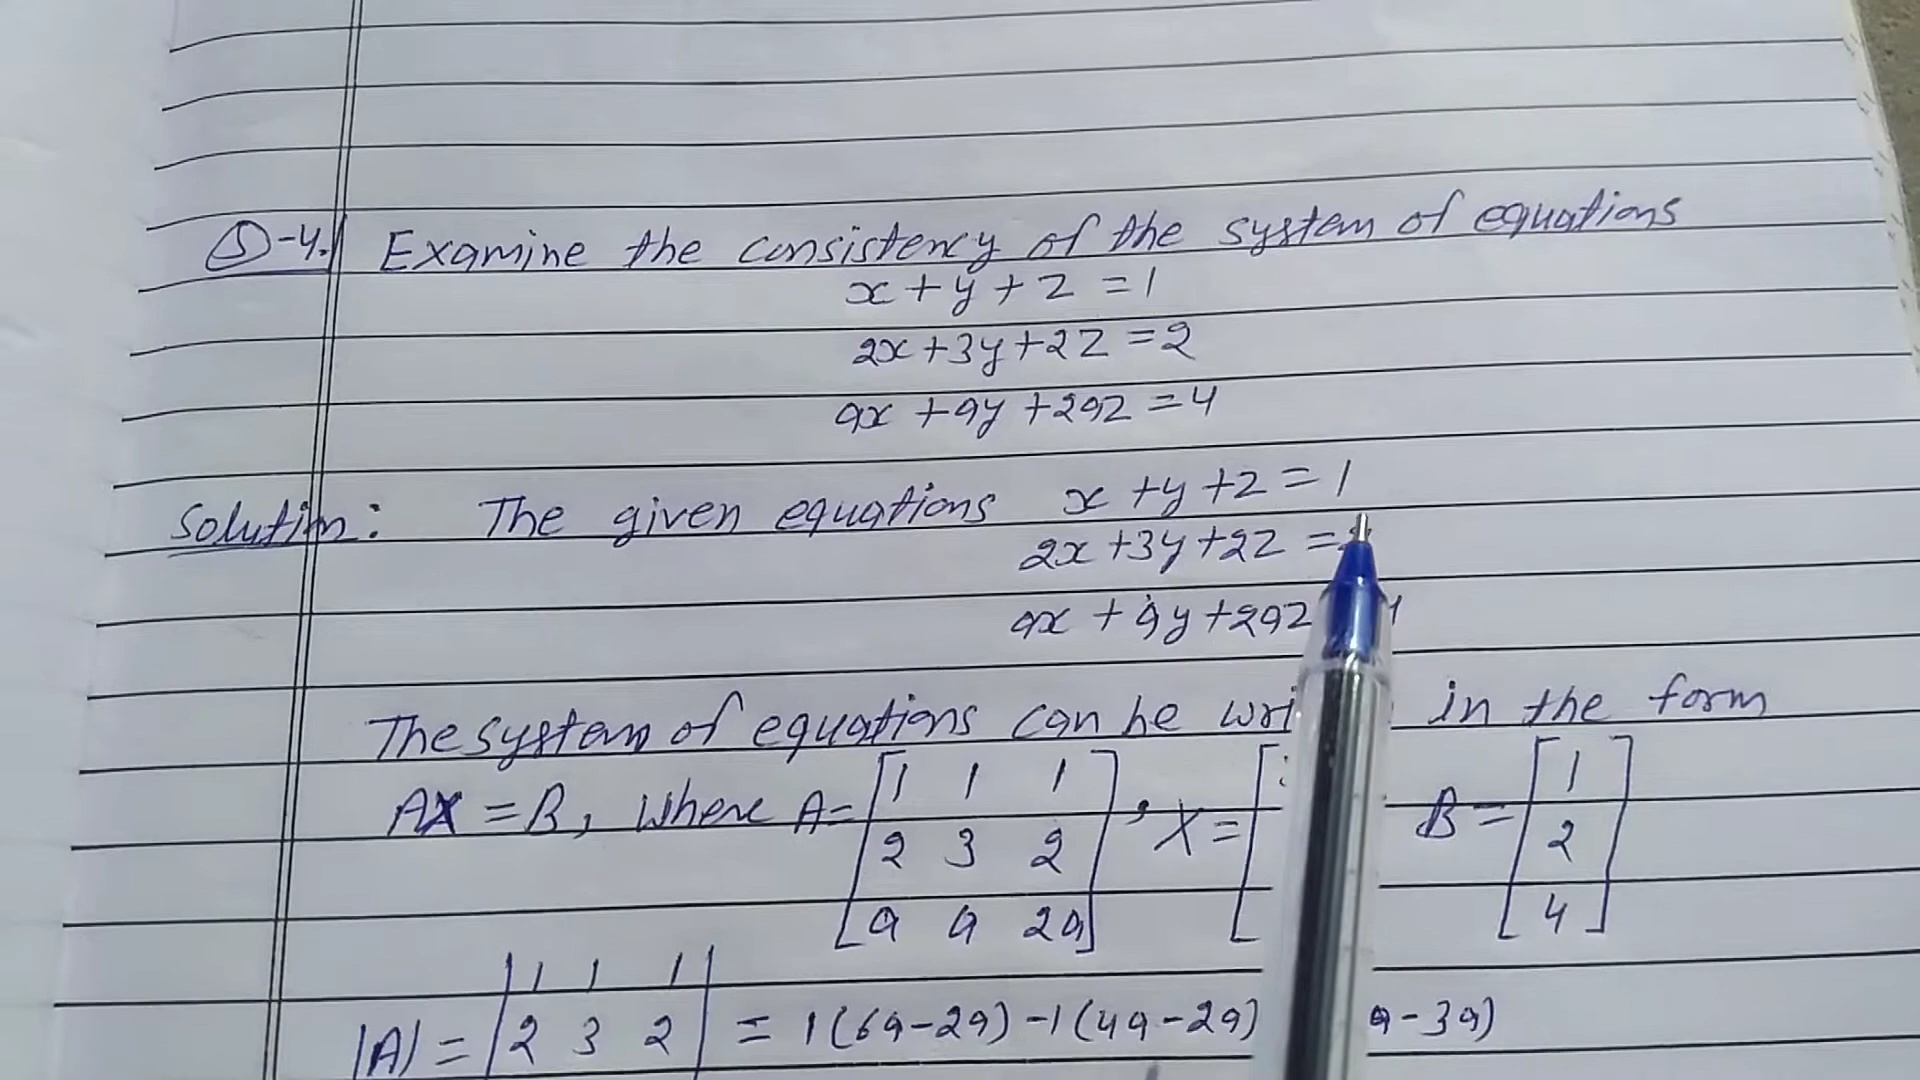 Q-4. Examine the consistency of the system of equations
x + y + z = 1
2x + 3y + 2z = 2
ax + ay + 2az = 4
Solution: The given equations x + y + z = 1
2x + 3y + 2z =
ax + ay + 2az
The system of equations can be in the form
AX = B, where A = [1 1 1 , X = [ B = [1]
2 3 2 2
a a 2a] 4]
|A| = |1 1 1|
|2 3 2| = 1(6a-2a) -1(4a-2a) a-3a)